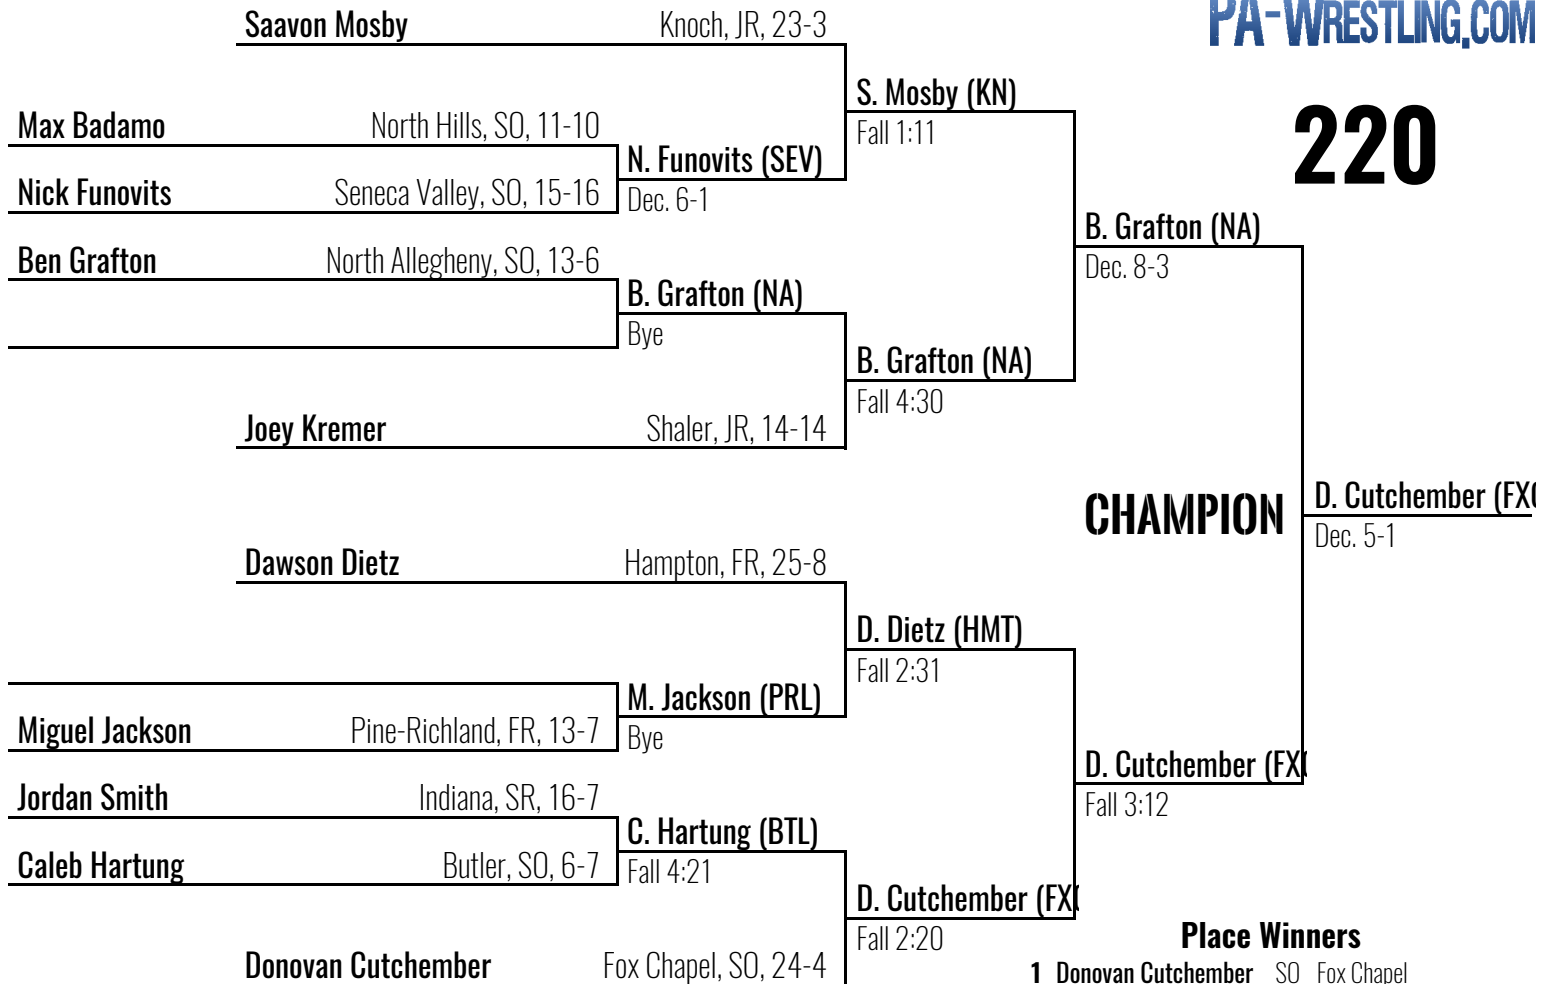 PA-WRESTLING.COM
Saavon Mosby Knoch, JR, 23-3
S. Mosby (KN)
Fall 1:11
220
Max Badamo North Hills, SO, 11-10
N. Funovits (SEV)
Dec. 6-1
Nick Funovits Seneca Valley, SO, 15-16
B. Grafton (NA)
Dec. 8-3
Ben Grafton North Allegheny, SO, 13-6
B. Grafton (NA)
Bye
B. Grafton (NA)
Fall 4:30
Joey Kremer Shaler, JR, 14-14
CHAMPION
D. Cutchember (FX
Dec. 5-1
Dawson Dietz Hampton, FR, 25-8
D. Dietz (HMT)
Fall 2:31
M. Jackson (PRL)
Bye
Miguel Jackson Pine-Richland, FR, 13-7
D. Cutchember (FX
Fall 3:12
Jordan Smith Indiana, SR, 16-7
C. Hartung (BTL)
Fall 4:21
Caleb Hartung Butler, SO, 6-7
D. Cutchember (FX
Fall 2:20
Donovan Cutchember Fox Chapel, SO, 24-4
Place Winners
1 Donovan Cutchember SO Fox Chapel